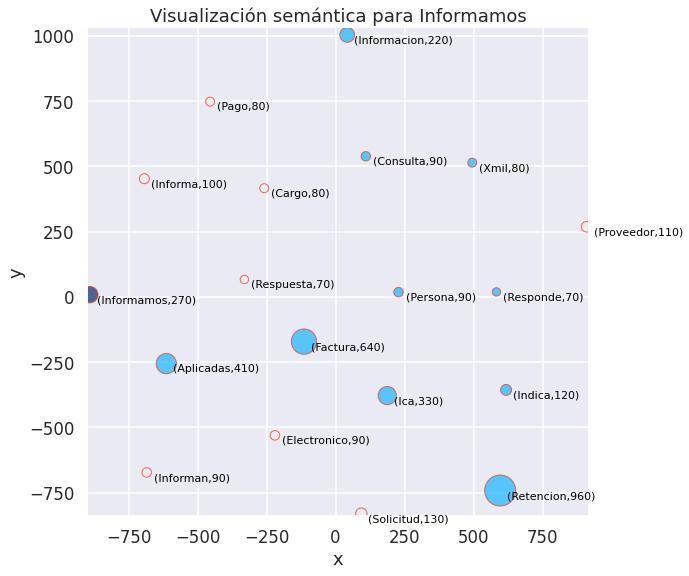 Visualización semántica para Informamos
1000
(Informacion,220)
750
(Pago,80)
(Consulta,90)
500
(Xmil,80)
(Informa,100)
(Cargo,80)
250
(Proveedor,110)
(Respuesta,70)
y
0
(Informamos,270)
(Persona,90)
(Responde,70)
−250
(Factura,640)
(Aplicadas,410)
(Ica,330)
(Indica,120)
−500
(Electronico,90)
(Informan,90)
−750
(Retencion,960)
(Solicitud,130)
−750 −500 −250 0 250 500 750
x